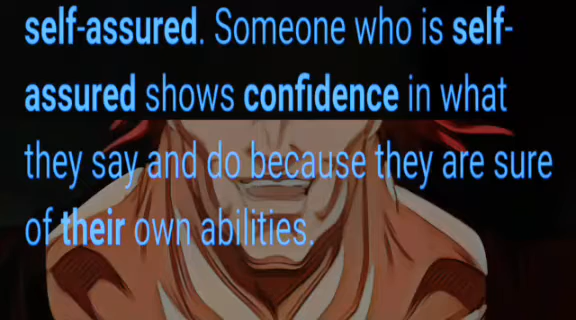 self-assured. Someone who is self-
assured shows confidence in what
they say and do because they are sure
of their own abilities.